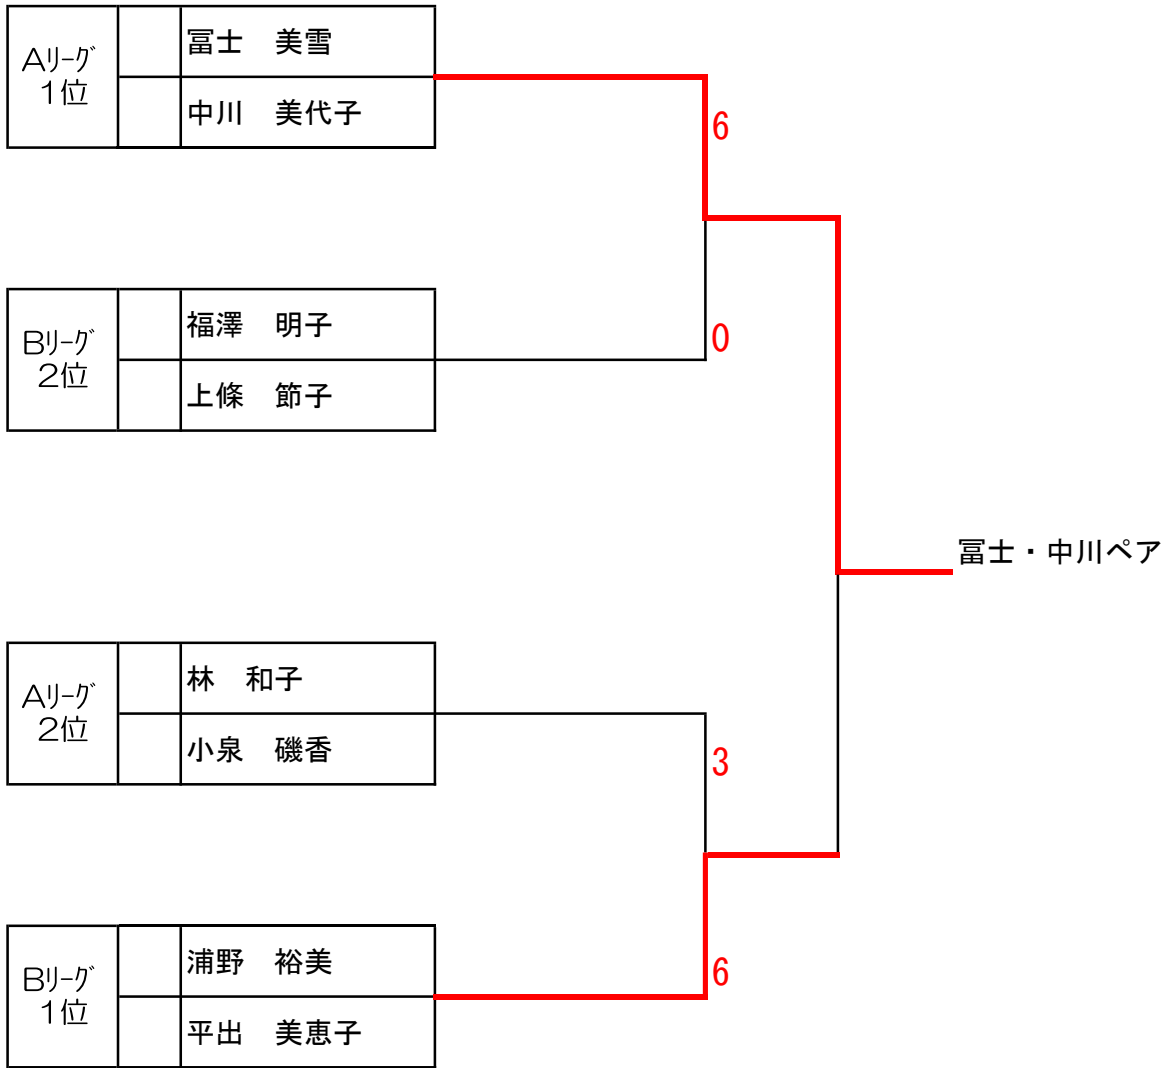 Aﾘｰｸﾞ
1位
冨士　美雪
中川　美代子
6
Bﾘｰｸﾞ
2位
福澤　明子
上條　節子
0
冨士・中川ペア
Aﾘｰｸﾞ
2位
林　和子
小泉　磯香
3
Bﾘｰｸﾞ
1位
浦野　裕美
平出　美恵子
6